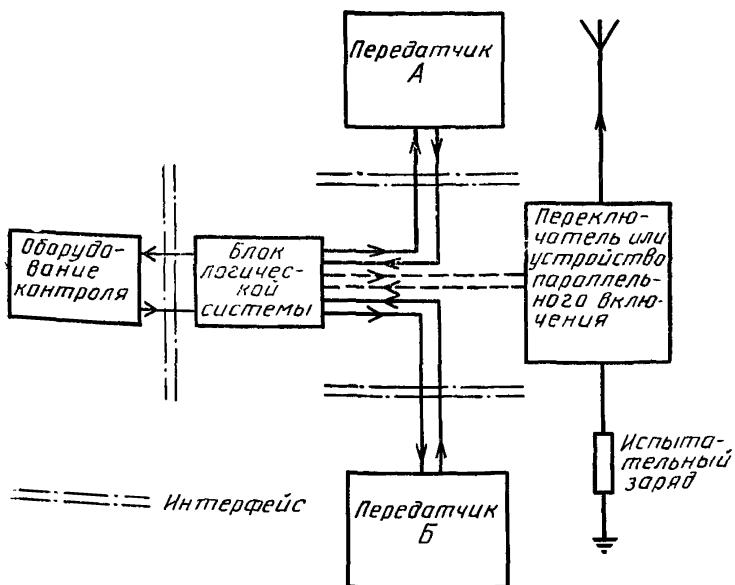 Передатчик
А
Оборудо-
вание
контроля
Блок
логичес-
кой
системы
Переклю-
чатель или
устройство
параллель-
ного вклю-
чения
Испыта-
тельный
заряд
Интерфейс
Передатчик
Б